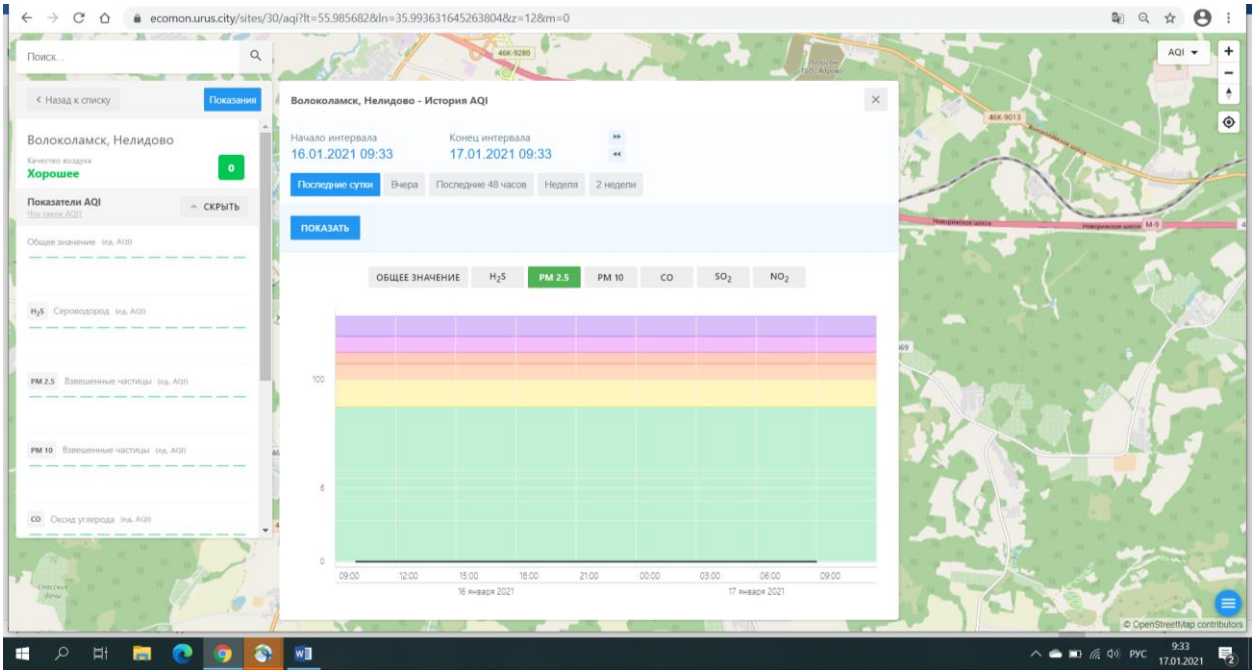 ecomon.urus.city/sites/30/aqi?lt=55.985682&ln=35.993631645263804&z=12&m=0
Поиск...
46К-9280
AQI
< Назад к списку
Показания
Волоколамск, Нелидово - История AQI
46К-9013
Волоколамск, Нелидово
Качество воздуха
Хорошее
0
Начало интервала
Конец интервала
16.01.2021 09:33
17.01.2021 09:33
Последние сутки
Вчера
Последние 48 часов
Неделя
2 недели
Показатели AQI
Что такое AQI?
СКРЫТЬ
ПОКАЗАТЬ
Новорижское шоссе
Новорижское шоссе
М-9
Общее значение (ед. AQI)
ОБЩЕЕ ЗНАЧЕНИЕ
H2S
PM 2.5
PM 10
CO
SO2
NO2
H2S Сероводород (ед. AQI)
PM 2.5 Взвешенные частицы (ед. AQI)
PM 10 Взвешенные частицы (ед. AQI)
CO Оксид углерода (ед. AQI)
100
6
0
09:00
12:00
15:00
18:00
21:00
00:00
03:00
06:00
09:00
16 января 2021
17 января 2021
Спасские дачи
© OpenStreetMap contributors
РУС
9:33
17.01.2021
2